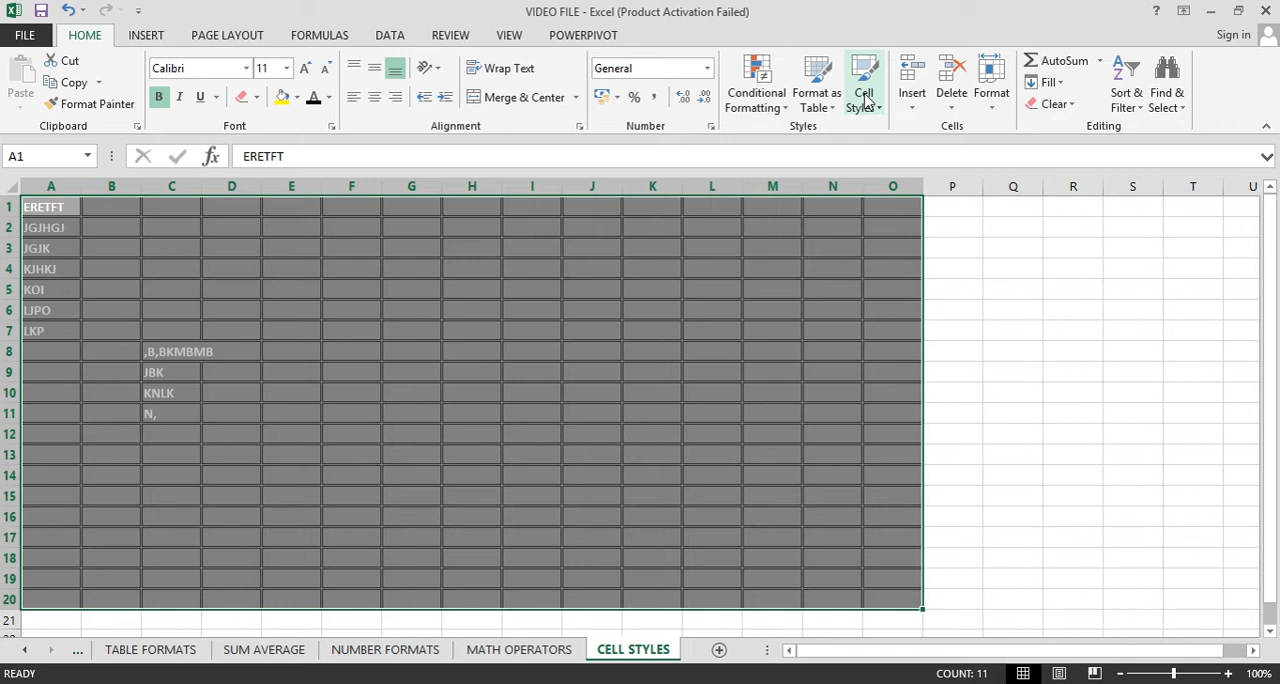 VIDEO FILE - Excel (Product Activation Failed)
FILE HOME INSERT PAGE LAYOUT FORMULAS DATA REVIEW VIEW POWERPIVOT Sign in
Paste
Cut
Copy
Format Painter
Clipboard
Calibri 11
B I U
Font
Wrap Text
Merge & Center
Alignment
General
%
Number
Conditional Formatting
Format as Table
Cell Styles
Styles
Insert
Delete
Format
Cells
AutoSum
Fill
Clear
Sort & Filter
Find & Select
Editing
A1 fx ERETFT
A B C D E F G H I J K L M N O P Q R S T U
1 ERETFT
2 JGJHGJ
3 JGJK
4 KJHKJ
5 KOI
6 LJPO
7 LKP
8 ,B,BKMBMB
9 JBK
10 KNLK
11 N,
12
13
14
15
16
17
18
19
20
21
... TABLE FORMATS SUM AVERAGE NUMBER FORMATS MATH OPERATORS CELL STYLES
READY COUNT: 11 100%